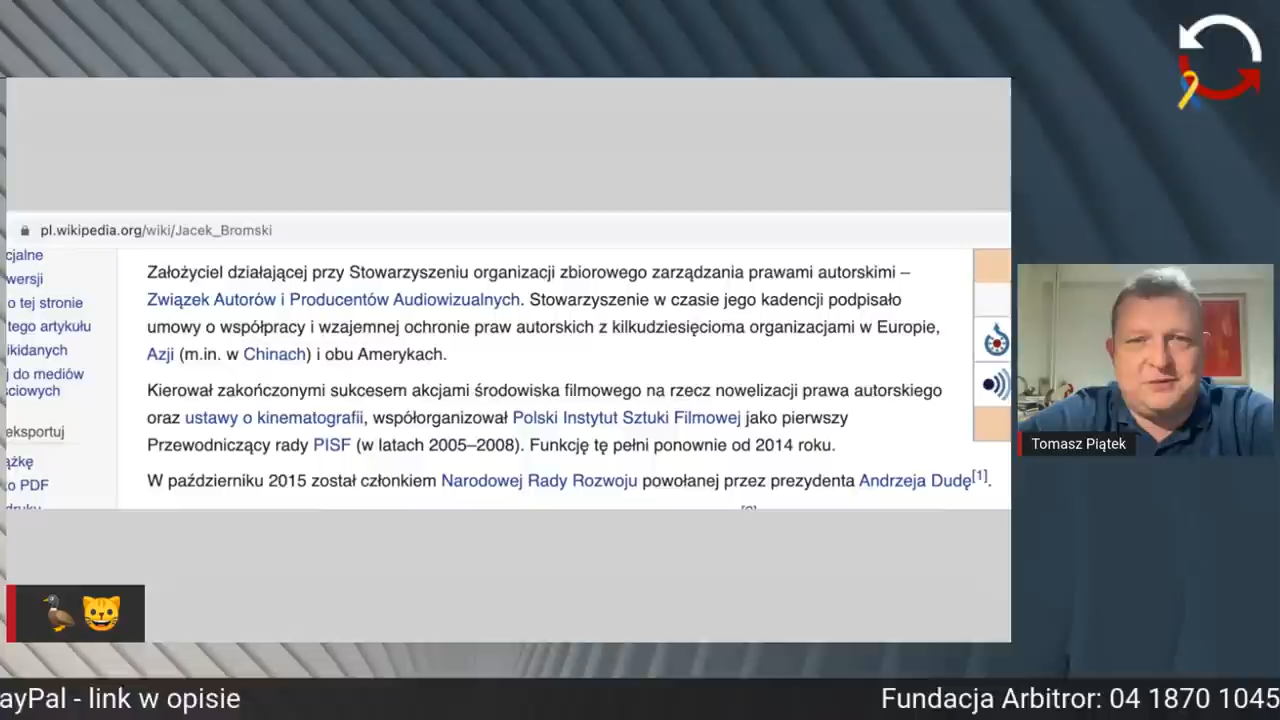 pl.wikipedia.org/wiki/Jacek_Bromski
cjalne
wersji
o tej stronie
tego artykułu
ikidanych
j do mediów
ciowych
eksportuj
ążkę
o PDF
Założyciel działającej przy Stowarzyszeniu organizacji zbiorowego zarządzania prawami autorskimi –
Związek Autorów i Producentów Audiowizualnych. Stowarzyszenie w czasie jego kadencji podpisało
umowy o współpracy i wzajemnej ochronie praw autorskich z kilkudziesięcioma organizacjami w Europie,
Azji (m.in. w Chinach) i obu Amerykach.
Kierował zakończonymi sukcesem akcjami środowiska filmowego na rzecz nowelizacji prawa autorskiego
oraz ustawy o kinematografii, współorganizował Polski Instytut Sztuki Filmowej jako pierwszy
Przewodniczący rady PISF (w latach 2005–2008). Funkcję tę pełni ponownie od 2014 roku.
W październiku 2015 został członkiem Narodowej Rady Rozwoju powołanej przez prezydenta Andrzeja Dudę[1].
Tomasz Piątek
ayPal - link w opisie
Fundacja Arbitror: 04 1870 1045